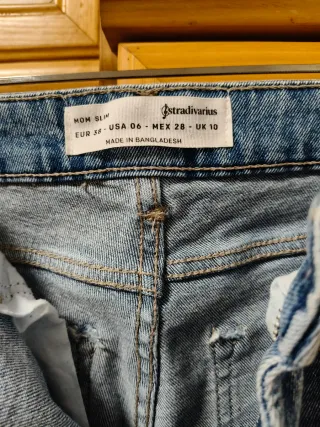 stradivarius
MOM SLIM
EUR 38 - USA 06 - MEX 28 - UK 10
MADE IN BANGLADESH